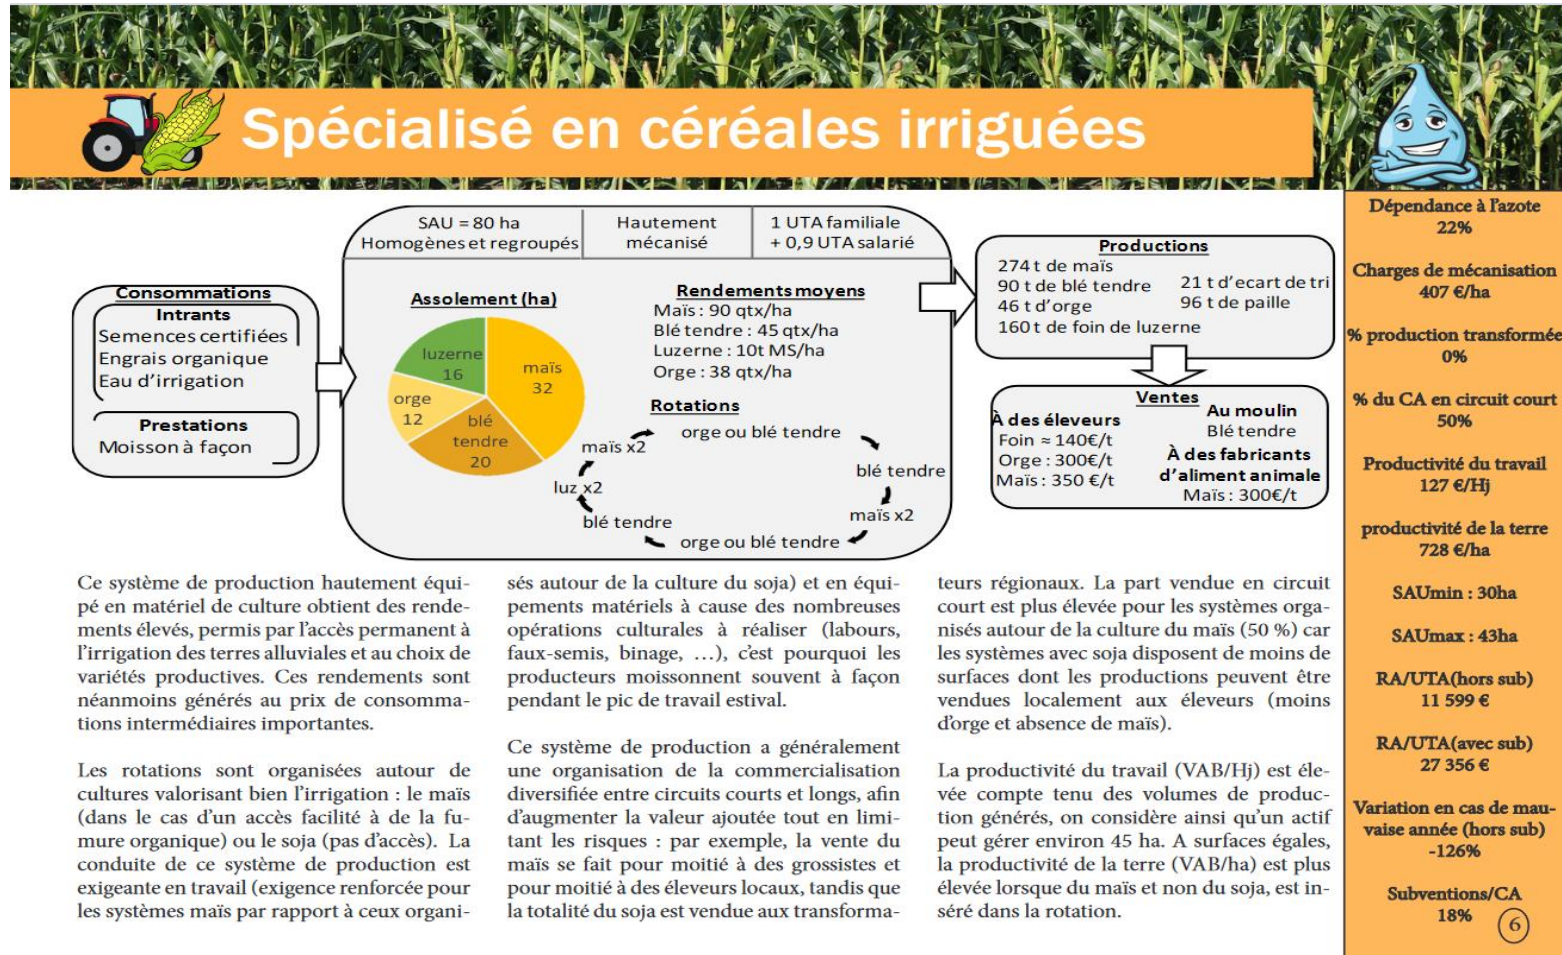 Spécialisé en céréales irriguées
SAU = 80 ha
Homogènes et regroupés
Hautement
mécanisé
1 UTA familiale
+ 0,9 UTA salarié
Consommations
Intrants
Semences certifiées
Engrais organique
Eau d’irrigation
Prestations
Moisson à façon
Assolement (ha)
luzerne
16
maïs
32
orge
12
blé
tendre
20
Rendements moyens
Maïs : 90 qtx/ha
Blé tendre : 45 qtx/ha
Luzerne : 10t MS/ha
Orge : 38 qtx/ha
Rotations
orge ou blé tendre
blé tendre
maïs x2
orge ou blé tendre
blé tendre
luz x2
maïs x2
Productions
274 t de maïs
90 t de blé tendre
46 t d’orge
160 t de foin de luzerne
21 t d’ecart de tri
96 t de paille
Ventes
À des éleveurs
Foin ≈ 140€/t
Orge : 300€/t
Maïs : 350 €/t
Au moulin
Blé tendre
À des fabricants
d’aliment animale
Maïs : 300€/t
Ce système de production hautement équi-
pé en matériel de culture obtient des rende-
ments élevés, permis par l’accès permanent à
l’irrigation des terres alluviales et au choix de
variétés productives. Ces rendements sont
néanmoins générés au prix de consomma-
tions intermédiaires importantes.
Les rotations sont organisées autour de
cultures valorisant bien l’irrigation : le maïs
(dans le cas d’un accès facilité à de la fu-
mure organique) ou le soja (pas d’accès). La
conduite de ce système de production est
exigeante en travail (exigence renforcée pour
les systèmes maïs par rapport à ceux organi-
sés autour de la culture du soja) et en équi-
pements matériels à cause des nombreuses
opérations culturales à réaliser (labours,
faux-semis, binage, …), c’est pourquoi les
producteurs moissonnent souvent à façon
pendant le pic de travail estival.
Ce système de production a généralement
une organisation de la commercialisation
diversifiée entre circuits courts et longs, afin
d’augmenter la valeur ajoutée tout en limi-
tant les risques : par exemple, la vente du
maïs se fait pour moitié à des grossistes et
pour moitié à des éleveurs locaux, tandis que
la totalité du soja est vendue aux transforma-
teurs régionaux. La part vendue en circuit
court est plus élevée pour les systèmes orga-
nisés autour de la culture du maïs (50 %) car
les systèmes avec soja disposent de moins de
surfaces dont les productions peuvent être
vendues localement aux éleveurs (moins
d’orge et absence de maïs).
La productivité du travail (VAB/Hj) est éle-
vée compte tenu des volumes de produc-
tion générés, on considère ainsi qu’un actif
peut gérer environ 45 ha. A surfaces égales,
la productivité de la terre (VAB/ha) est plus
élevée lorsque du maïs et non du soja, est in-
séré dans la rotation.
Dépendance à l’azote
22%
Charges de mécanisation
407 €/ha
% production transformée
0%
% du CA en circuit court
50%
Productivité du travail
127 €/Hj
productivité de la terre
728 €/ha
SAUmin : 30ha
SAUmax : 43ha
RA/UTA(hors sub)
11 599 €
RA/UTA(avec sub)
27 356 €
Variation en cas de mau-
vaise année (hors sub)
-126%
Subventions/CA
18%
6